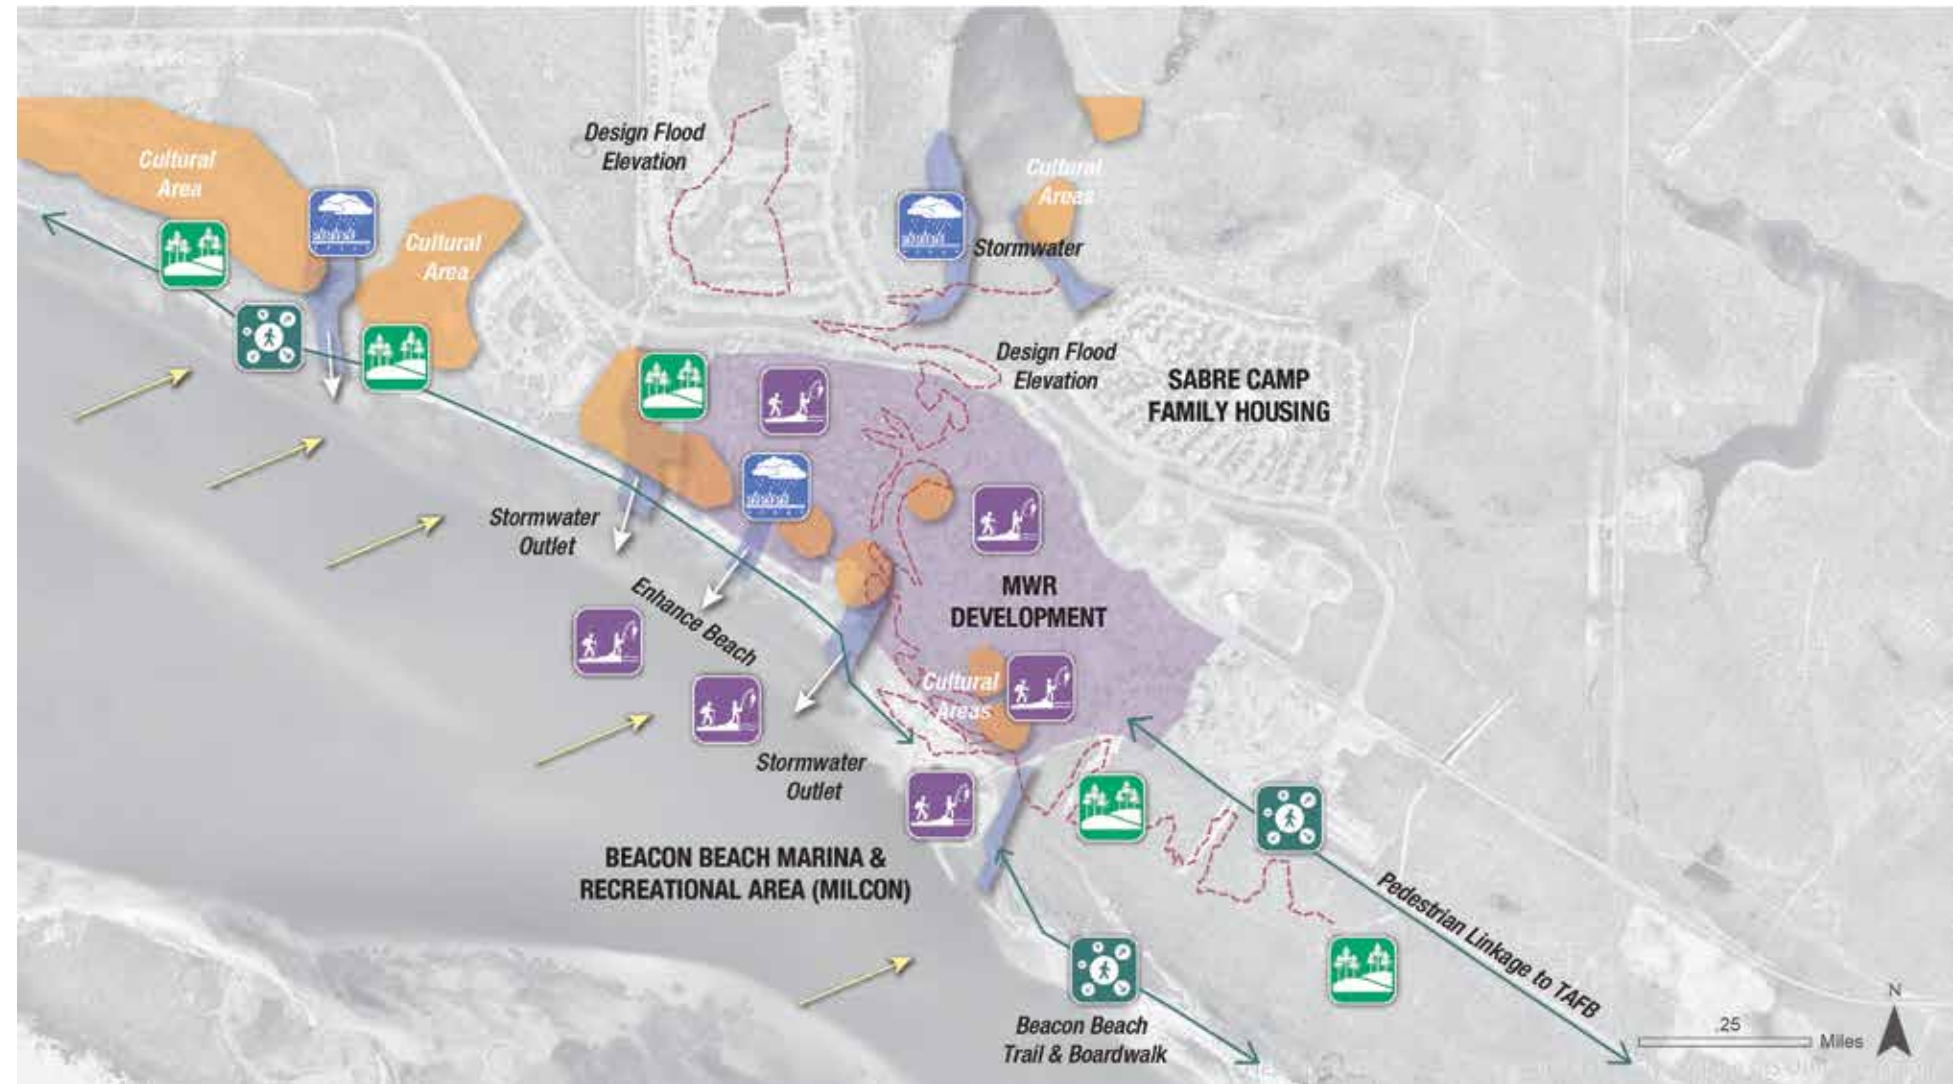 Design Flood
Elevation
Cultural
Area
Cultural
Areas
Cultural
Area
Stormwater
Design Flood
Elevation
SABRE CAMP
FAMILY HOUSING
Stormwater
Outlet
Enhance Beach
MWR
DEVELOPMENT
Cultural
Areas
Stormwater
Outlet
BEACON BEACH MARINA &
RECREATIONAL AREA (MILCON)
Pedestrian Linkage to TAFB
Beacon Beach
Trail & Boardwalk
N
.25
Miles